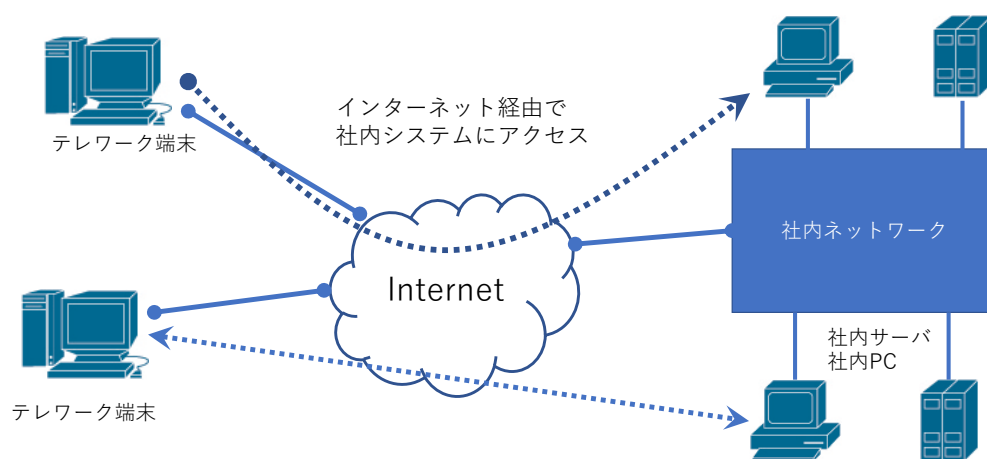 インターネット経由で
社内システムにアクセス
テレワーク端末
社内ネットワーク
Internet
社内サーバ
社内PC
テレワーク端末